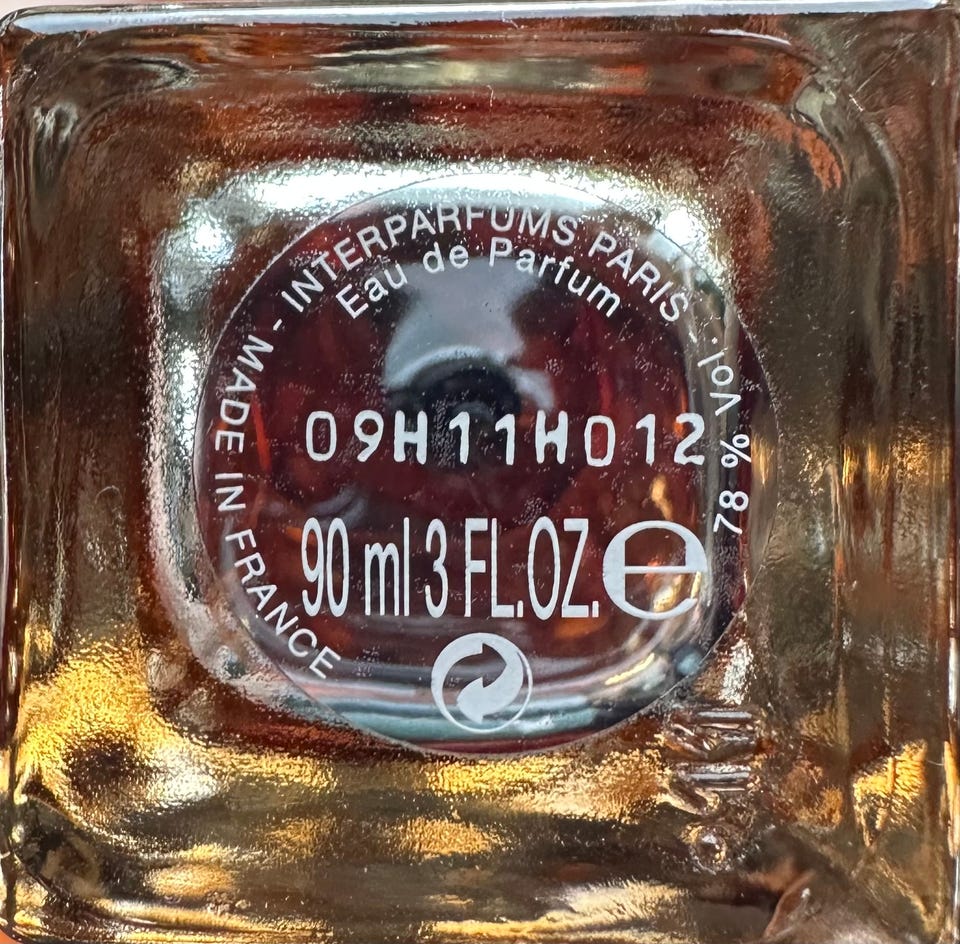 MADE IN FRANCE - INTERPARFUMS PARIS - Vol. 78 %
Eau de Parfum
09H11H012
90 ml 3 FL.OZ. e